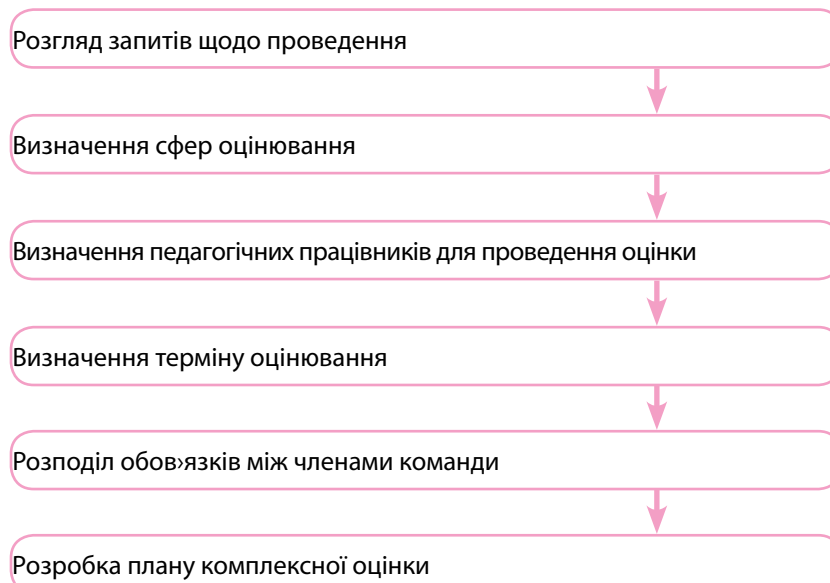 Розгляд запитів щодо проведення
Визначення сфер оцінювання
Визначення педагогічних працівників для проведення оцінки
Визначення терміну оцінювання
Розподіл обов›язків між членами команди
Розробка плану комплексної оцінки